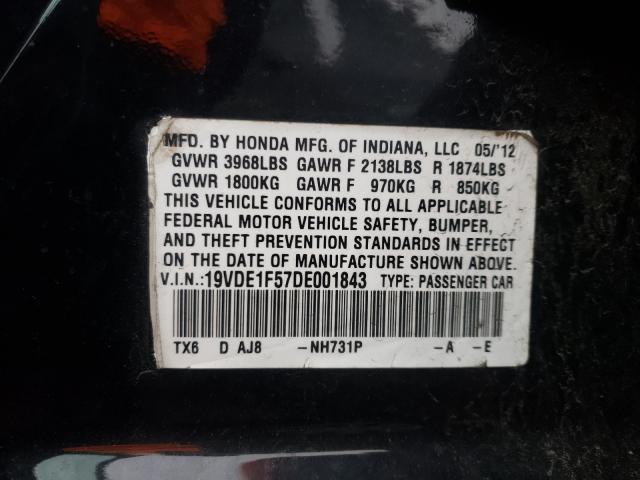 MFD. BY HONDA MFG. OF INDIANA, LLC 05/'12
GVWR 3968LBS GAWR F 2138LBS R 1874LBS
GVWR 1800KG GAWR F 970KG R 850KG
THIS VEHICLE CONFORMS TO ALL APPLICABLE
FEDERAL MOTOR VEHICLE SAFETY, BUMPER,
AND THEFT PREVENTION STANDARDS IN EFFECT
ON THE DATE OF MANUFACTURE SHOWN ABOVE.
V.I.N.:19VDE1F57DE001843 TYPE: PASSENGER CAR
TX6 D AJ8 -NH731P -A -E